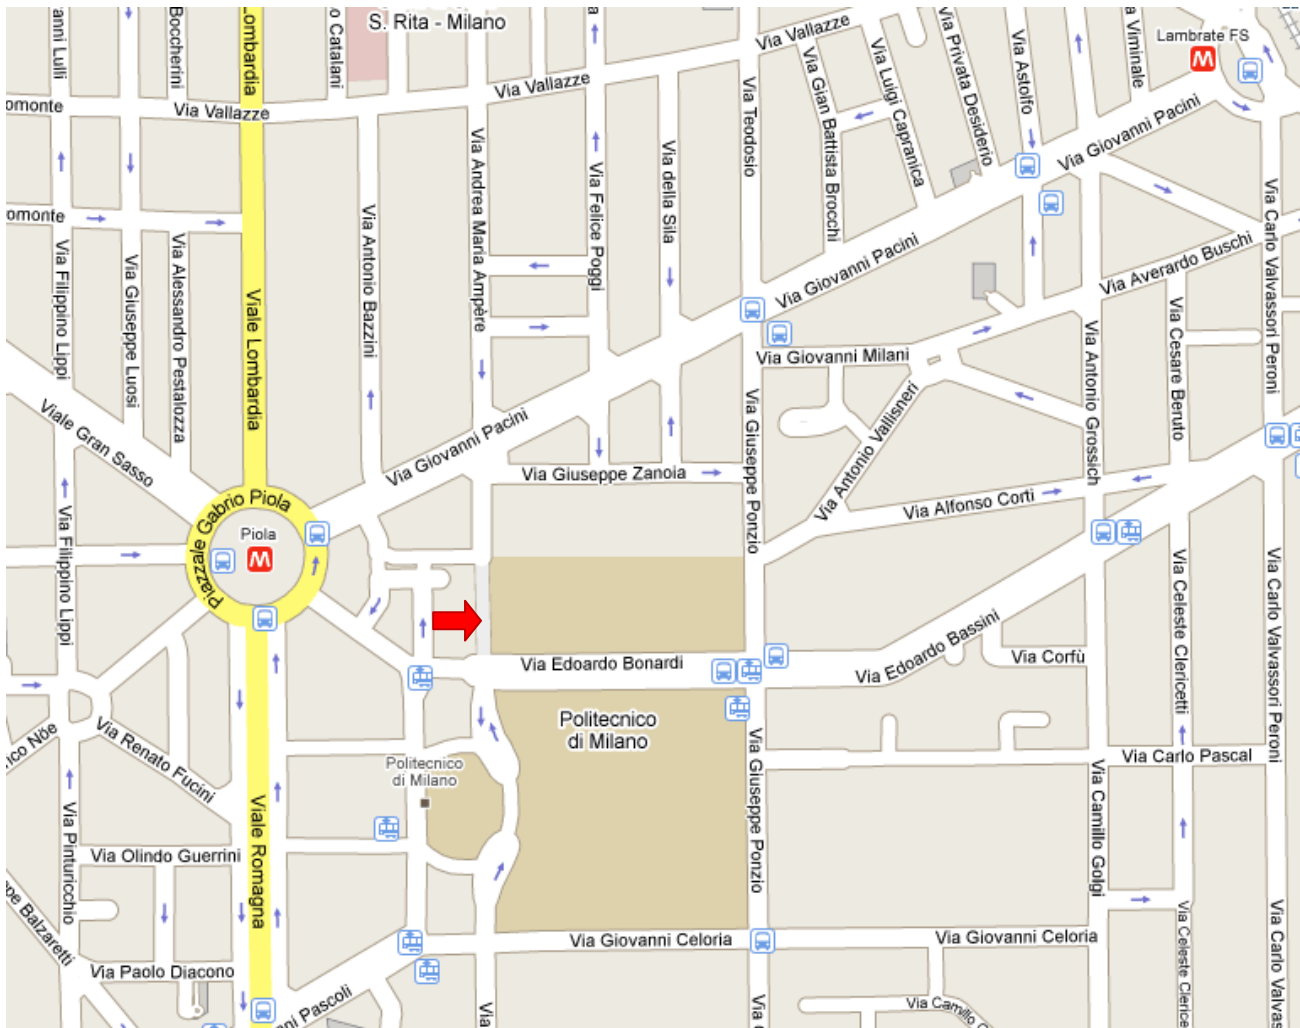 S. Rita - Milano
Lombardia
Boccherini
Catalani
Via Vallazze
Via Vallazze
Via Vallazze
Via Teodosio
Via Gian Battista Brocchi
Via Luigi Capranica
Via Privata Desiderio
Via Astolfo
Viminale
Lambrate FS
M
Via Giovanni Pacini
Via Carlo Valvassori Peroni
Via Andrea Maria Ampère
Via Felice Poggi
Via della Sila
Via Antonio Bazzini
Via Filippino Lippi
Via Giuseppe Luosi
Via Alessandro Pestalozza
Viale Lombardia
Via Giovanni Pacini
Via Averardo Buschi
Via Giovanni Milani
Via Antonio Grossich
Via Cesare Beruto
Viale Gran Sasso
Via Giovanni Pacini
Via Giuseppe Zanoia
Via Giuseppe Ponzio
Via Antonio Vallisneri
Via Alfonso Corti
Piazzale Gabrio Piola
Piola
M
Via Filippino Lippi
Via Celeste Clericetti
Via Carlo Valvassori Peroni
Via Edoardo Bonardi
Via Edoardo Bassini
Via Corfù
Politecnico
di Milano
Politecnico
di Milano
Via Renato Fucini
Via Giuseppe Ponzio
Via Carlo Pascal
Via Camillo Golgi
Viale Romagna
Via Pinturicchio
Via Olindo Guerrini
Balzaretti
Via Giovanni Celoria
Via Giovanni Celoria
Via Celeste
Via Carlo
Via Paolo Diacono
Pascoli
Via
Via
Via Camillo